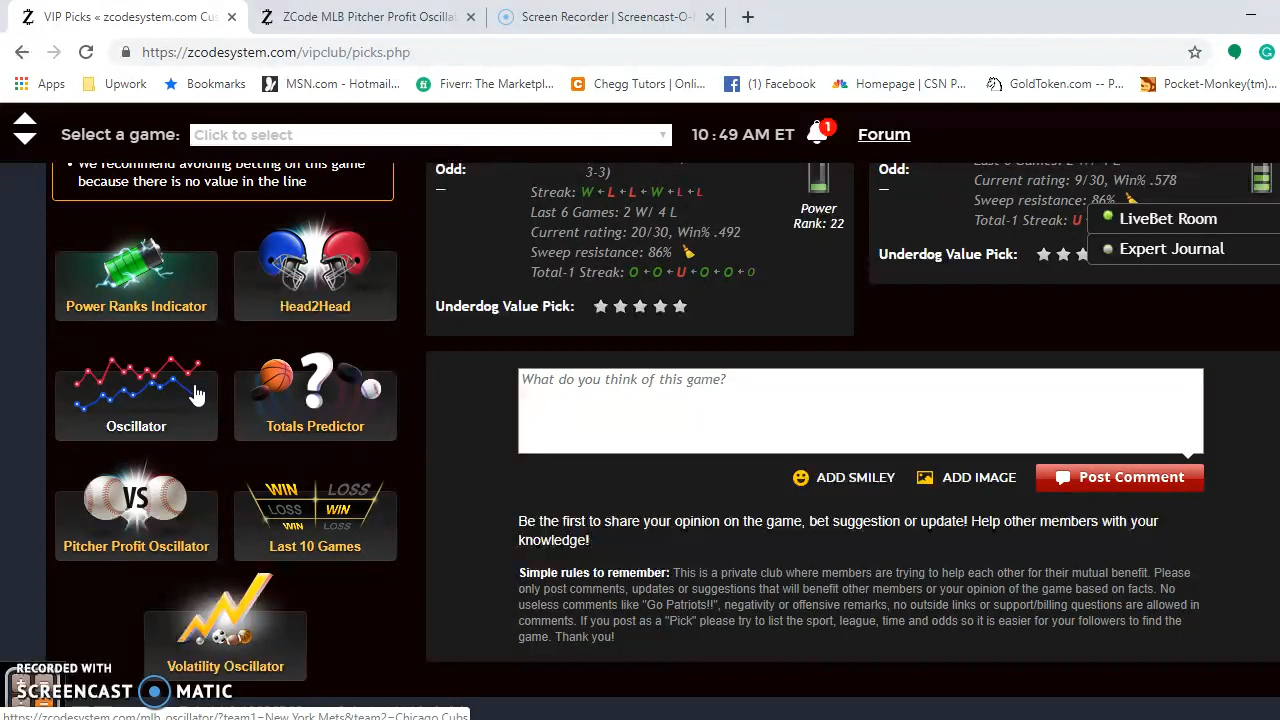 VIP Picks « zcodesystem.com Cus
ZCode MLB Pitcher Profit Oscillat
Screen Recorder | Screencast-O-
https://zcodesystem.com/vipclub/picks.php
Apps
Upwork
Bookmarks
MSN.com - Hotmail...
Fiverr: The Marketpl...
Chegg Tutors | Onli...
(1) Facebook
Homepage | CSN P...
GoldToken.com -- P...
Pocket-Monkey(tm)...
Select a game:
Click to select
10:49 AM ET
1
Forum
• We recommend avoiding betting on this game
because there is no value in the line
Odd:
—
3-3)
Streak: W - L - L - W - L - L
Last 6 Games: 2 W/ 4 L
Current rating: 20/30, Win% .492
Sweep resistance: 86%
Total-1 Streak: O - O - U - O - O - O
Power
Rank: 22
Underdog Value Pick:
Odd:
—
Last 6 Games: 2 W/ 4 L
Current rating: 9/30, Win% .578
Sweep resistance: 86%
Total-1 Streak: U
Underdog Value Pick:
LiveBet Room
Expert Journal
Power Ranks Indicator
Head2Head
Oscillator
?
Totals Predictor
VS
Pitcher Profit Oscillator
WIN LOSS
LOSS WIN
WIN LOSS
Last 10 Games
Volatility Oscillator
What do you think of this game?
ADD SMILEY
ADD IMAGE
Post Comment
Be the first to share your opinion on the game, bet suggestion or update! Help other members with your
knowledge!
Simple rules to remember: This is a private club where members are trying to help each other for their mutual benefit. Please
only post comments, updates or suggestions that will benefit other members or your opinion of the game based on facts. No
useless comments like "Go Patriots!!", negativity or offensive remarks, no outside links or support/billing questions are allowed in
comments. If you post as a "Pick" please try to list the sport, league, time and odds so it is easier for your followers to find the
game. Thank you!
RECORDED WITH
SCREENCAST MATIC
https://zcodesystem.com/mlb_oscillator/?team1=New York Mets&team2=Chicago Cubs